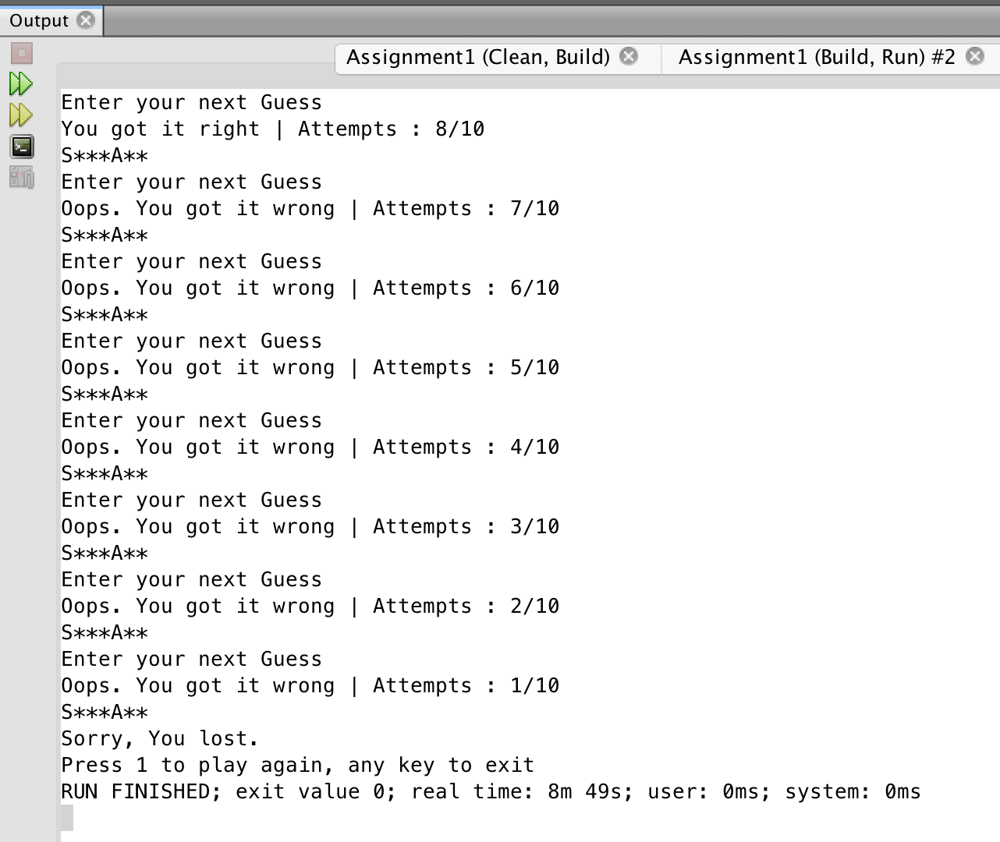 Output
Assignment1 (Clean, Build)
Assignment1 (Build, Run) #2
Enter your next Guess
You got it right | Attempts : 8/10
S***A**
Enter your next Guess
Oops. You got it wrong | Attempts : 7/10
S***A**
Enter your next Guess
Oops. You got it wrong | Attempts : 6/10
S***A**
Enter your next Guess
Oops. You got it wrong | Attempts : 5/10
S***A**
Enter your next Guess
Oops. You got it wrong | Attempts : 4/10
S***A**
Enter your next Guess
Oops. You got it wrong | Attempts : 3/10
S***A**
Enter your next Guess
Oops. You got it wrong | Attempts : 2/10
S***A**
Enter your next Guess
Oops. You got it wrong | Attempts : 1/10
S***A**
Sorry, You lost.
Press 1 to play again, any key to exit
RUN FINISHED; exit value 0; real time: 8m 49s; user: 0ms; system: 0ms